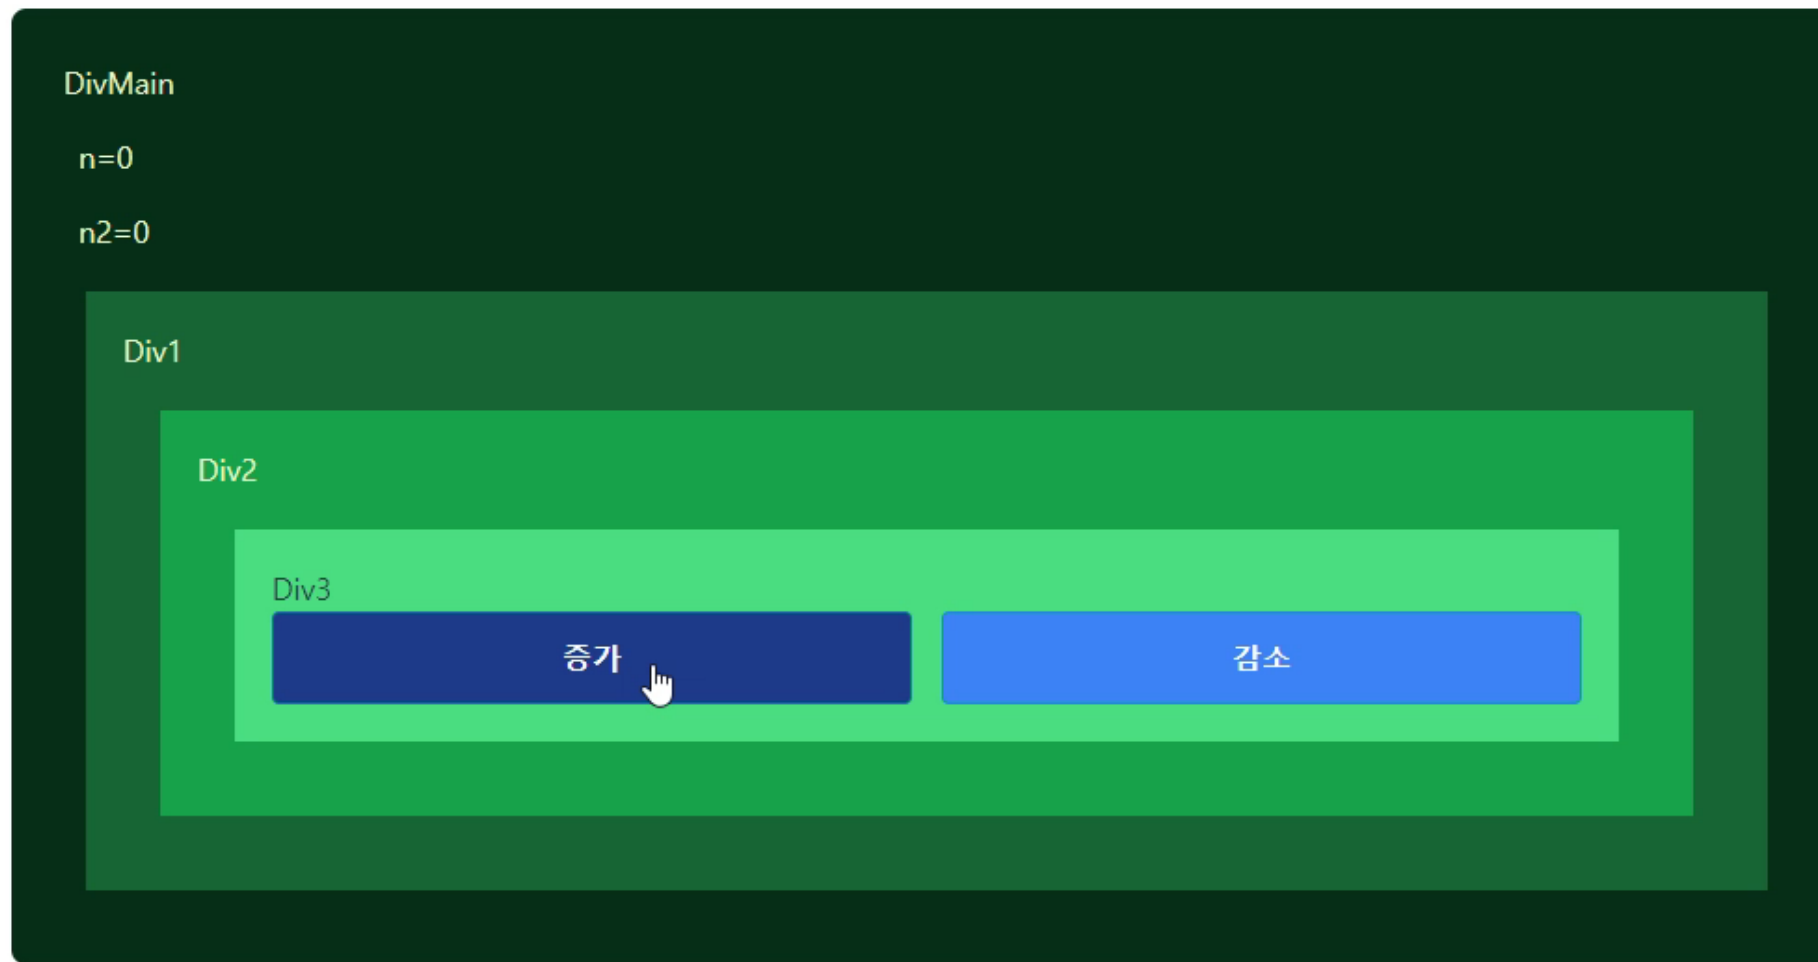 DivMain
n=0
n2=0
Div1
Div2
Div3
증가 감소